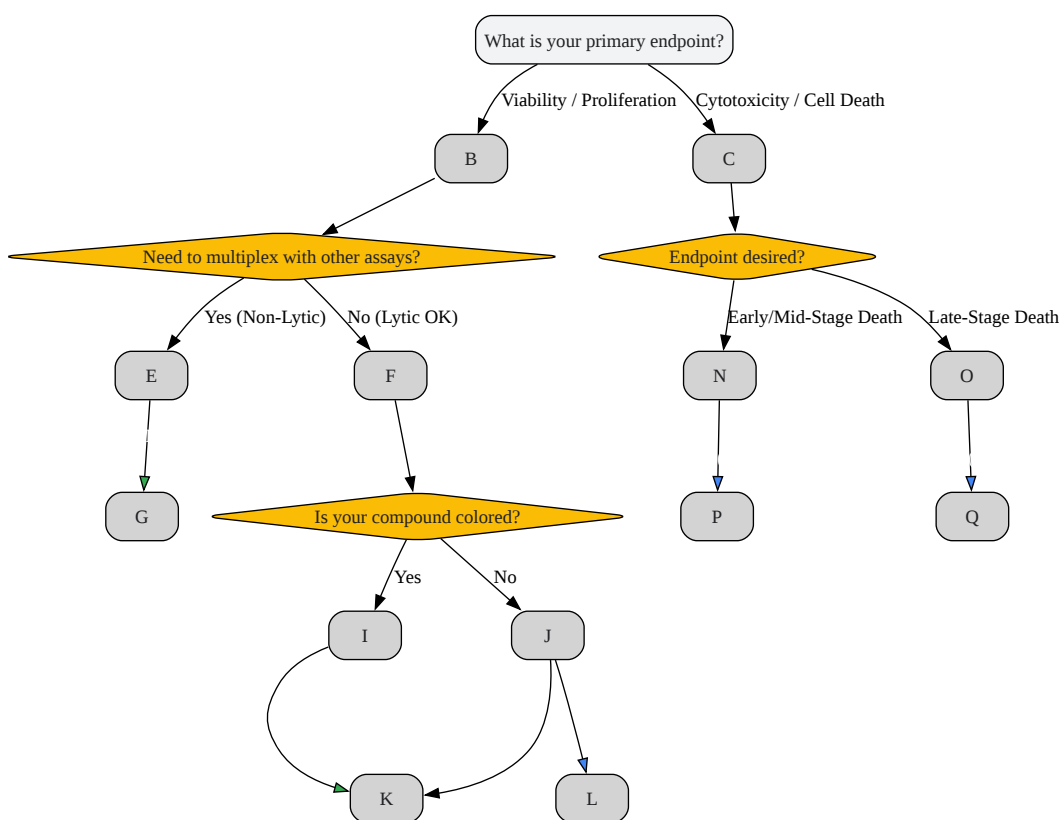 What is your primary endpoint?
Viability / Proliferation
Cytotoxicity / Cell Death
B
C
Need to multiplex with other assays?
Endpoint desired?
Yes (Non-Lytic)
No (Lytic OK)
Early/Mid-Stage Death
Late-Stage Death
E
F
N
O
G
Is your compound colored?
P
Q
Yes
No
I
J
K
L